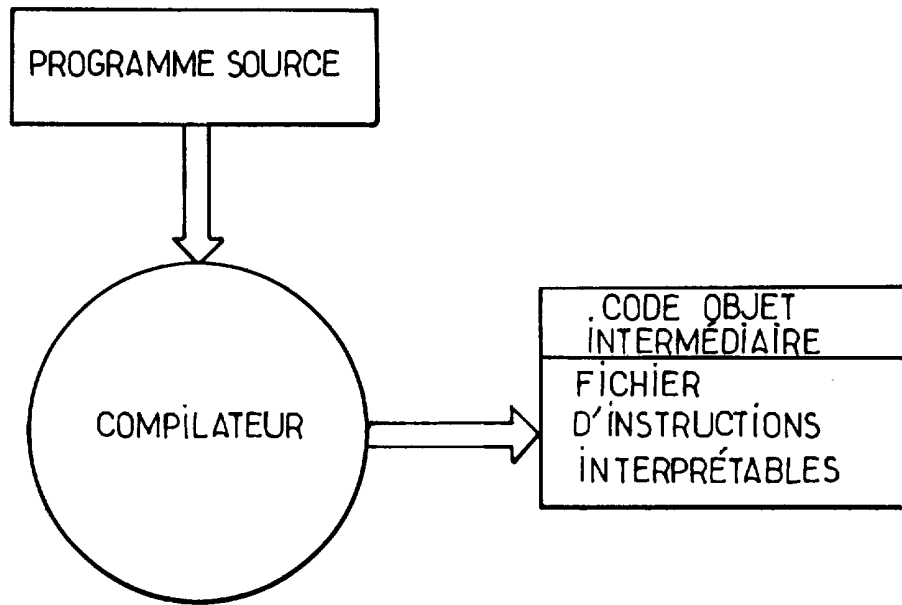 PROGRAMME SOURCE
COMPILATEUR
CODE OBJET
INTERMÉDIAIRE
FICHIER
D'INSTRUCTIONS
INTERPRÉTABLES